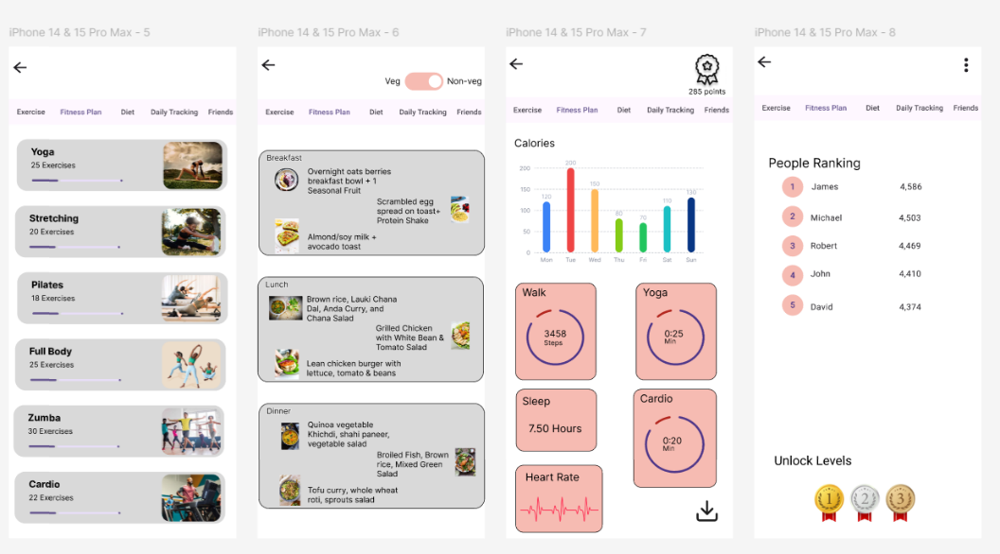 iPhone 14 & 15 Pro Max - 5
Exercise Fitness Plan Diet Daily Tracking Friends
Yoga
25 Exercises
Stretching
20 Exercises
Pilates
18 Exercises
Full Body
25 Exercises
Zumba
30 Exercises
Cardio
22 Exercises
iPhone 14 & 15 Pro Max - 6
Veg Non-veg
Exercise Fitness Plan Diet Daily Tracking Friends
Breakfast
Overnight oats berries
breakfast bowl + 1
Seasonal Fruit
Scrambled egg
spread on toast+
Protein Shake
Almond/soy milk +
avocado toast
Lunch
Brown rice, Lauki Chana
Dal, Anda Curry, and
Chana Salad
Grilled Chicken
with White Bean &
Tomato Salad
Lean chicken burger with
lettuce, tomato & beans
Dinner
Quinoa vegetable
Khichdi, shahi paneer,
vegetable salad
Broiled Fish, Brown
rice, Mixed Green
Salad
Tofu curry, whole wheat
roti, sprouts salad
iPhone 14 & 15 Pro Max - 7
285 points
Exercise Fitness Plan Diet Daily Tracking Friends
Calories
200
150
100
50
0
120
200
150
80
70
110
130
Mon Tue Wed Thu Fri Sat Sun
Walk
3458
Steps
Yoga
0:25
Min
Sleep
7.50 Hours
Cardio
0:20
Min
Heart Rate
iPhone 14 & 15 Pro Max - 8
Exercise Fitness Plan Diet Daily Tracking Friends
People Ranking
1 James 4,586
2 Michael 4,503
3 Robert 4,469
4 John 4,410
5 David 4,374
Unlock Levels
1 2 3